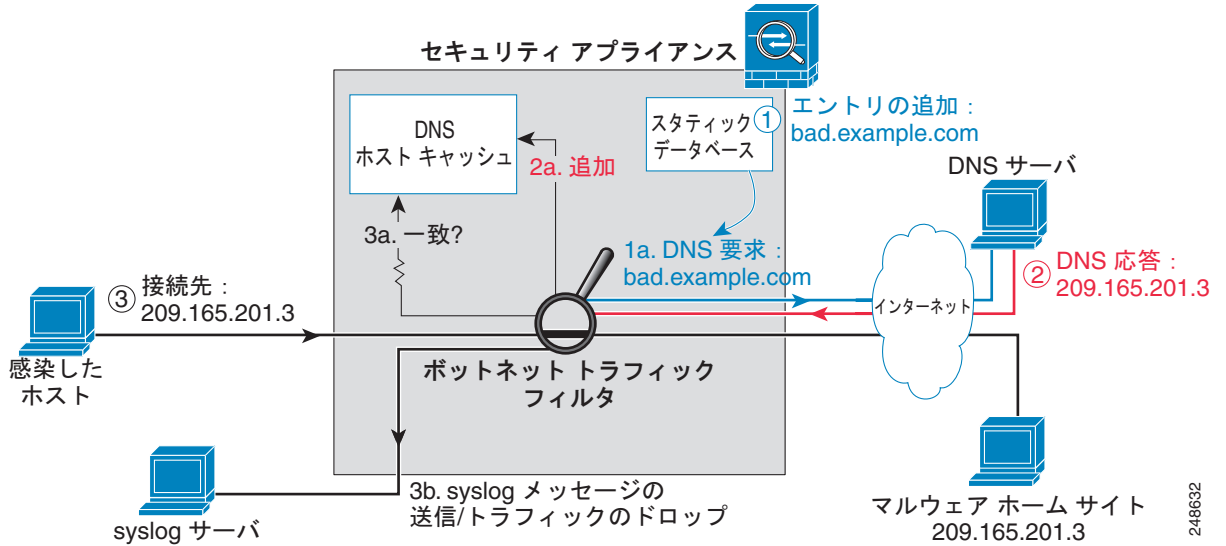 セキュリティ アプライアンス
DNS
ホスト キャッシュ
スタティック
データベース
①
エントリの追加：
bad.example.com
2a. 追加
DNS サーバ
3a. 一致?
1a. DNS 要求：
bad.example.com
② DNS 応答：
209.165.201.3
③ 接続先：
209.165.201.3
インターネット
感染した
ホスト
ボットネット トラフィック
フィルタ
3b. syslog メッセージの
送信/トラフィックのドロップ
syslog サーバ
マルウェア ホーム サイト
209.165.201.3
248632